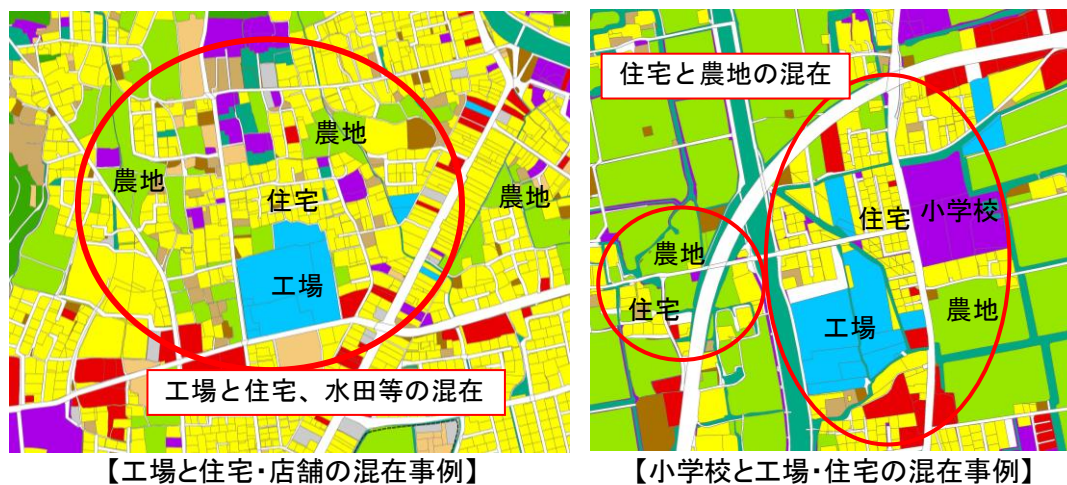 農地
農地
住宅
農地
工場
工場と住宅、水田等の混在
【工場と住宅・店舗の混在事例】
住宅と農地の混在
住宅
小学校
農地
住宅
工場
農地
【小学校と工場・住宅の混在事例】